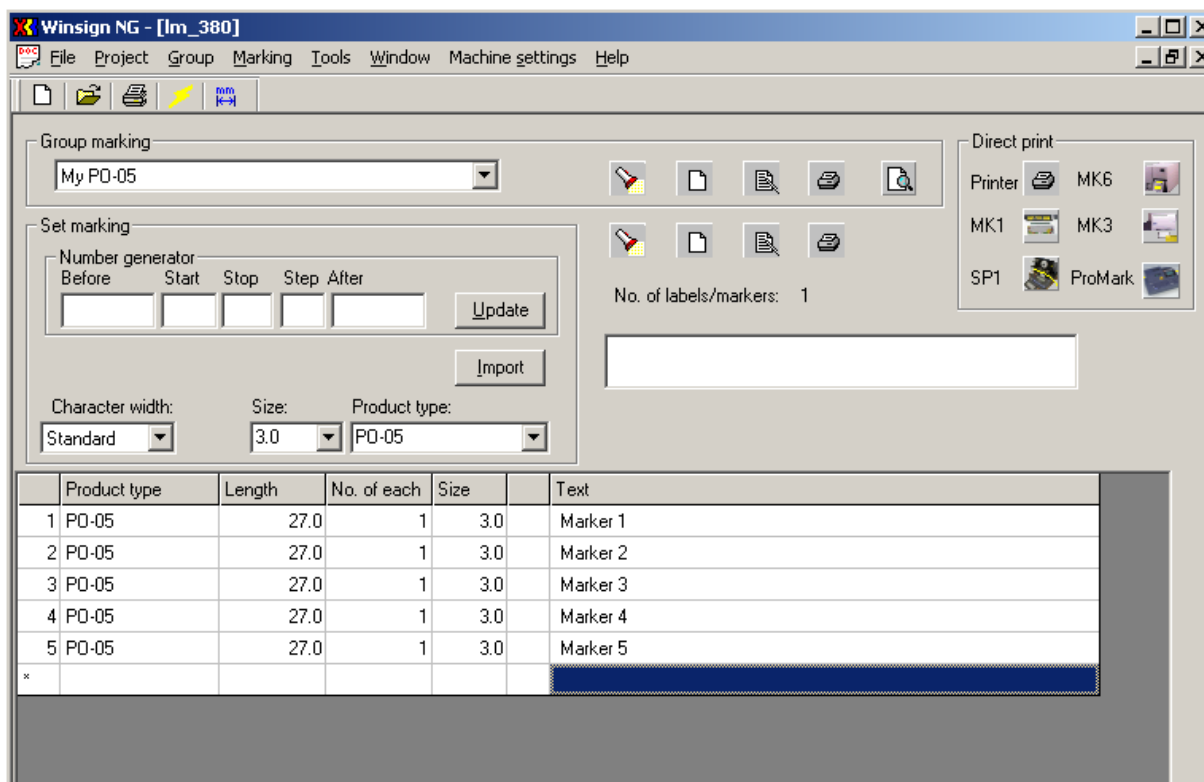 Winsign NG - [lm_380]
File Project Group Marking Tools Window Machine settings Help
mm
Group marking
My PO-05
Direct print
Printer MK6
MK1 MK3
SP1 ProMark
Set marking
Number generator
Before Start Stop Step After
Update
No. of labels/markers: 1
Import
Character width: Size: Product type:
Standard 3.0 PO-05
Product type Length No. of each Size Text
1 PO-05 27.0 1 3.0 Marker 1
2 PO-05 27.0 1 3.0 Marker 2
3 PO-05 27.0 1 3.0 Marker 3
4 PO-05 27.0 1 3.0 Marker 4
5 PO-05 27.0 1 3.0 Marker 5
*